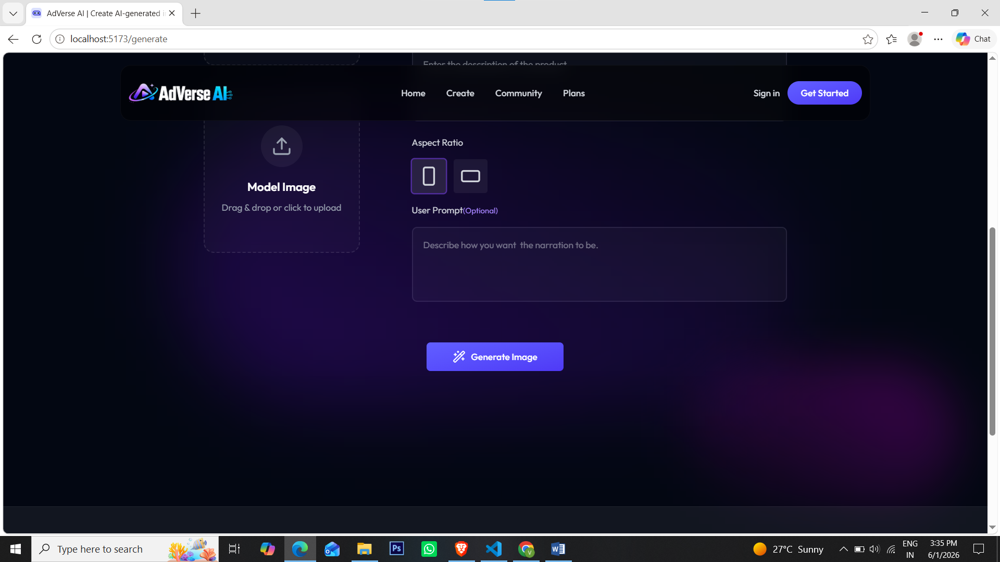 AdVerse AI | Create AI-generated i
localhost:5173/generate
Chat
Enter the description of the product
AdVerse AI
Home
Create
Community
Plans
Sign in
Get Started
Aspect Ratio
Model Image
Drag & drop or click to upload
User Prompt(Optional)
Describe how you want  the narration to be.
Generate Image
Type here to search
Ps
27°C Sunny
ENG
IN
3:35 PM
6/1/2026